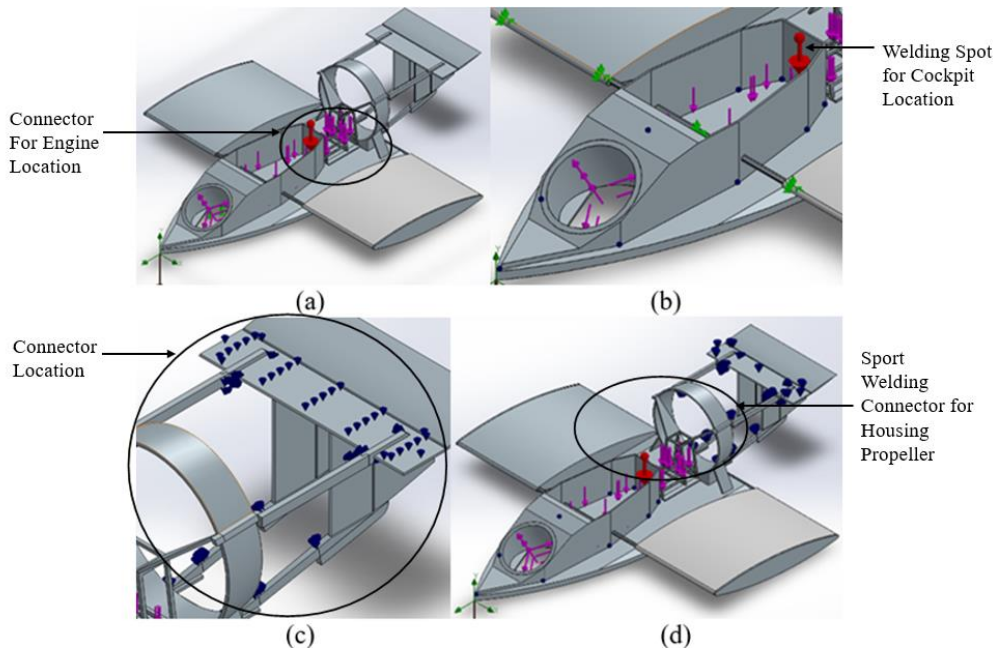 Connector
For Engine
Location
(a)
Welding Spot
for Cockpit
Location
(b)
Connector
Location
(c)
Sport
Welding
Connector for
Housing
Propeller
(d)